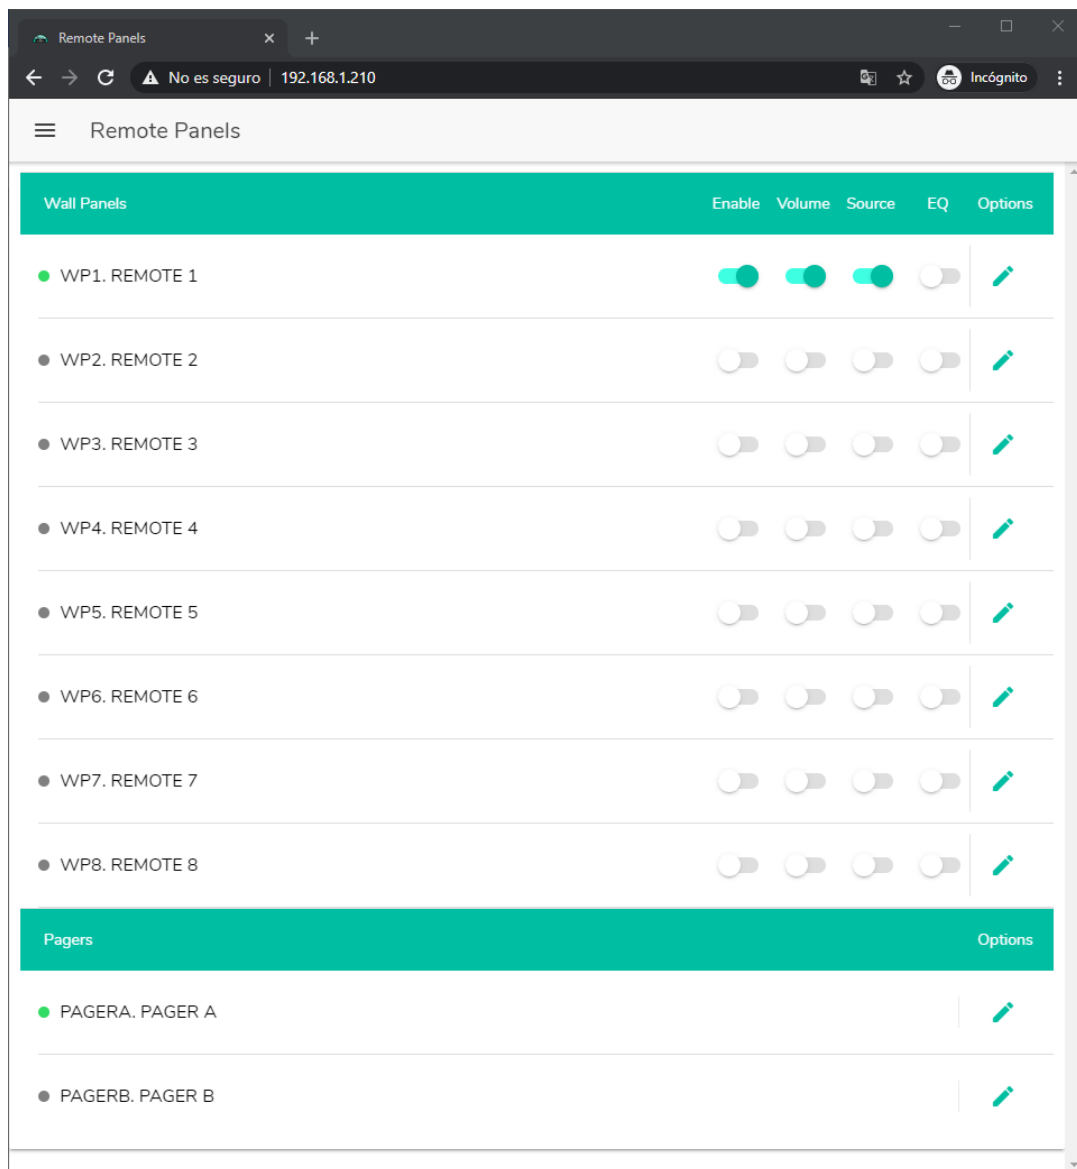 Remote Panels
No es seguro 192.168.1.210 Incógnito
Remote Panels
Wall Panels Enable Volume Source EQ Options
WP1. REMOTE 1
WP2. REMOTE 2
WP3. REMOTE 3
WP4. REMOTE 4
WP5. REMOTE 5
WP6. REMOTE 6
WP7. REMOTE 7
WP8. REMOTE 8
Pagers Options
PAGERA. PAGER A
PAGERB. PAGER B